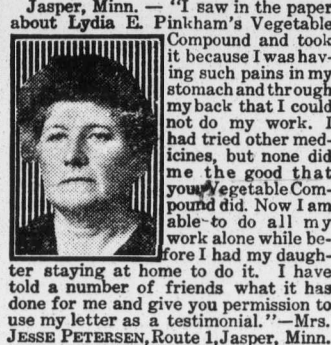 Jasper, Minn. — "I saw in the paper
about Lydia E. Pinkham's Vegetable
Compound and took
it because I was hav-
ing such pains in my
stomach and through
my back that I could
not do my work. I
had tried other med-
icines, but none did
me the good that
your Vegetable Com-
pound did. Now I am
able to do all my
work alone while be-
fore I had my daugh-
ter staying at home to do it. I have
told a number of friends what it has
done for me and give you permission to
use my letter as a testimonial."—Mrs.
JESSE PETERSEN, Route 1, Jasper, Minn.